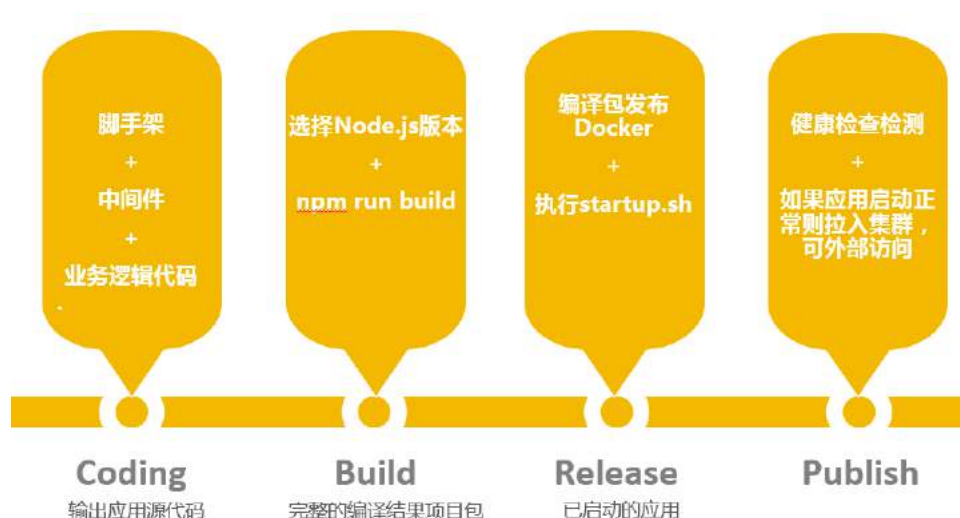 脚手架
+
中间件
+
业务逻辑代码
选择Node.js版本
+
npm run build
编译包发布
Docker
+
执行startup.sh
健康检查检测
+
如果应用启动正
常则拉入集群，
可外部访问
Coding
输出应用源代码
Build
完整的编译结果项目包
Release
已启动的应用
Publish